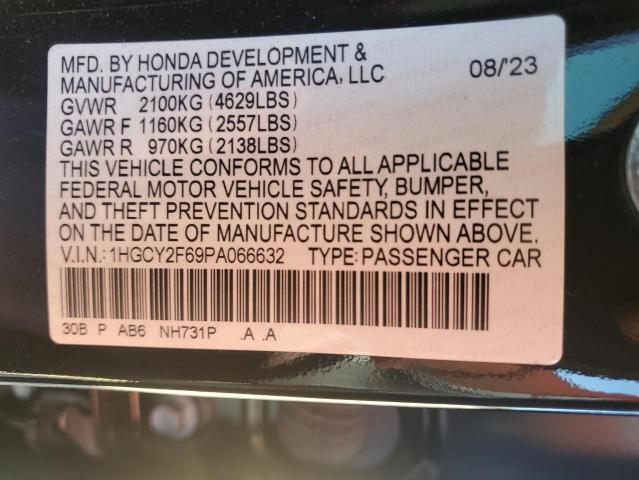 MFD. BY HONDA DEVELOPMENT & 08/'23
MANUFACTURING OF AMERICA, LLC
GVWR 2100KG (4629LBS)
GAWR F 1160KG (2557LBS)
GAWR R 970KG (2138LBS)
THIS VEHICLE CONFORMS TO ALL APPLICABLE
FEDERAL MOTOR VEHICLE SAFETY, BUMPER,
AND THEFT PREVENTION STANDARDS IN EFFECT
ON THE DATE OF MANUFACTURE SHOWN ABOVE.
V.I.N.:1HGCY2F69PA066632 TYPE:PASSENGER CAR
30B P AB6 NH731P .A .A